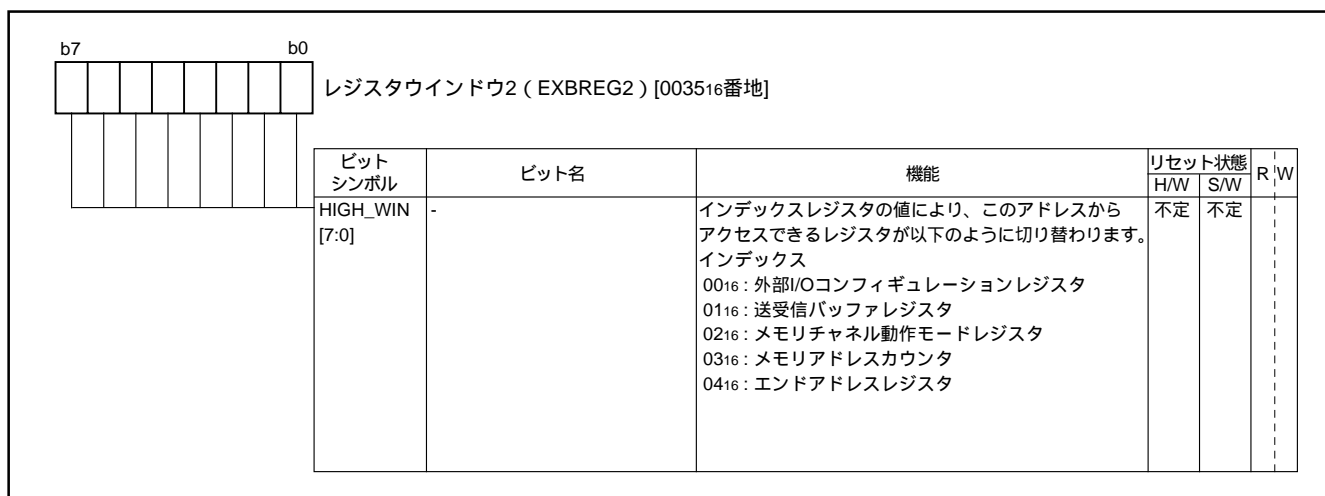 b7 b0
レジスタウインドウ2(EXBREG2)[003516番地]
ビット
シンボル
ビット名
機能
リセット状態
H/W S/W
R W
HIGH_WIN
[7:0]
-
インデックスレジスタの値により、このアドレスから
アクセスできるレジスタが以下のように切り替わります。
インデックス
0016 : 外部I/Oコンフィギュレーションレジスタ
0116 : 送受信バッファレジスタ
0216 : メモリチャネル動作モードレジスタ
0316 : メモリアドレスカウンタ
0416 : エンドアドレスレジスタ
不定 不定